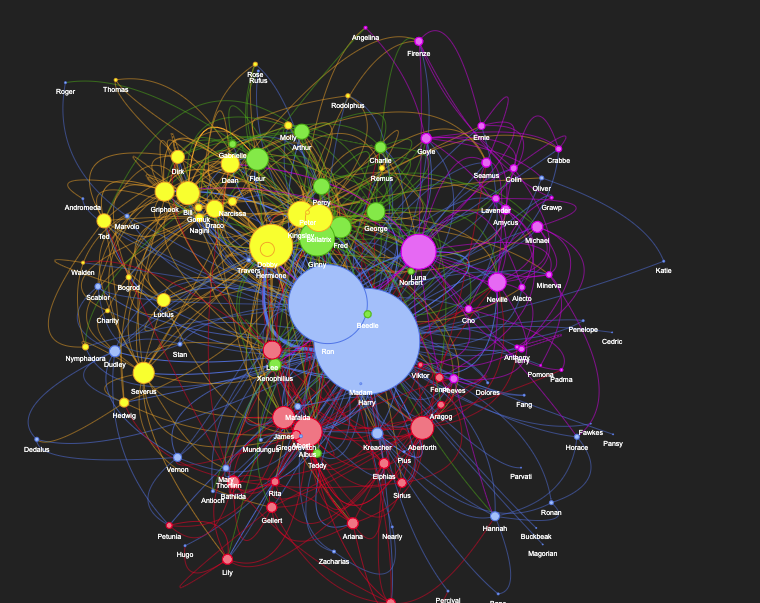 Angelina
Firenze
Rose
Rufus
Roger
Thomas
Rodolphus
Molly
Arthur
Ernie
Goyle
Gabrielle
Charlie
Crabbe
Dirk
Dean
Fleur
Remus
Seamus
Colin
Oliver
Percy
Andromeda
Griphook
Bill
Narcissa
Lavender
Grawp
Marvolo
Gornuk
Draco
George
Amycus
Ted
Nagini
Kingsley
Bellatrix
Fred
Michael
Dobby
Ginny
Travers
Hermione
Luna
Norbert
Katie
Walden
Bogrod
Minerva
Scabior
Neville
Alecto
Lucius
Charity
Cho
Beedle
Penelope
Cedric
Nymphadora
Dudley
Stan
Ron
Lee
Anthony
Terry
Xenophilius
Viktor
Pomona
Padma
Severus
Madam
Harry
Reeves
Dolores
Hedwig
Fang
Mafalda
Aragog
James
Fawkes
Dedalus
Mundungus
Gregorovitch
Albus
Kreacher
Aberforth
Horace
Pansy
Vernon
Teddy
Pius
Mary
Thorfinn
Elphias
Parvati
Antioch
Bathilda
Rita
Sirius
Gellert
Ronan
Petunia
Ariana
Nearly
Hannah
Buckbeak
Hugo
Zacharias
Magorian
Lily
Percival